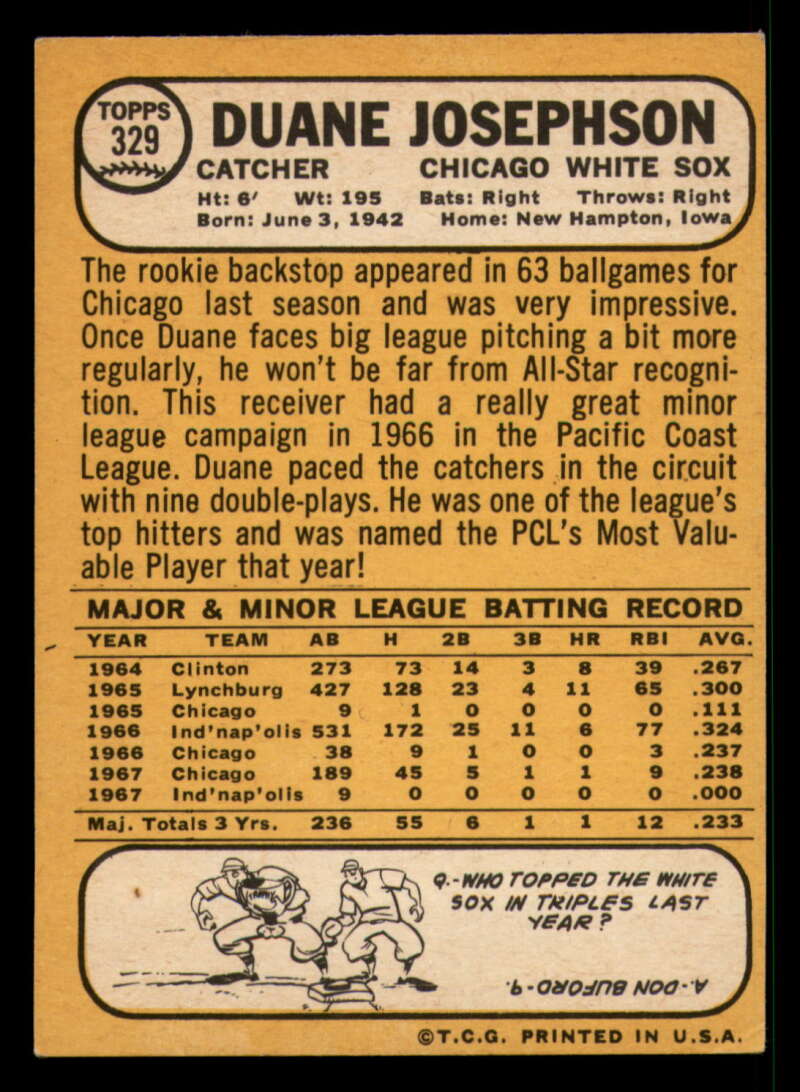 TOPPS
329
DUANE JOSEPHSON
CATCHER CHICAGO WHITE SOX
Ht: 6' Wt: 195 Bats: Right Throws: Right
Born: June 3, 1942 Home: New Hampton, Iowa
The rookie backstop appeared in 63 ballgames for
Chicago last season and was very impressive.
Once Duane faces big league pitching a bit more
regularly, he won't be far from All-Star recogni-
tion. This receiver had a really great minor
league campaign in 1966 in the Pacific Coast
League. Duane paced the catchers in the circuit
with nine double-plays. He was one of the league's
top hitters and was named the PCL's Most Valu-
able Player that year!
MAJOR & MINOR LEAGUE BATTING RECORD
YEAR TEAM AB H 2B 3B HR RBI AVG.
1964 Clinton 273 73 14 3 8 39 .267
1965 Lynchburg 427 128 23 4 11 65 .300
1965 Chicago 9 1 0 0 0 0 .111
1966 Ind'nap'olis 531 172 25 11 6 77 .324
1966 Chicago 38 9 1 0 0 3 .237
1967 Chicago 189 45 5 1 1 9 .238
1967 Ind'nap'olis 9 0 0 0 0 0 .000
Maj. Totals 3 Yrs. 236 55 6 1 1 12 .233
Q.-WHO TOPPED THE WHITE
SOX IN TRIPLES LAST
YEAR?
A.-DON BUFORD-9.
©T.C.G. PRINTED IN U.S.A.